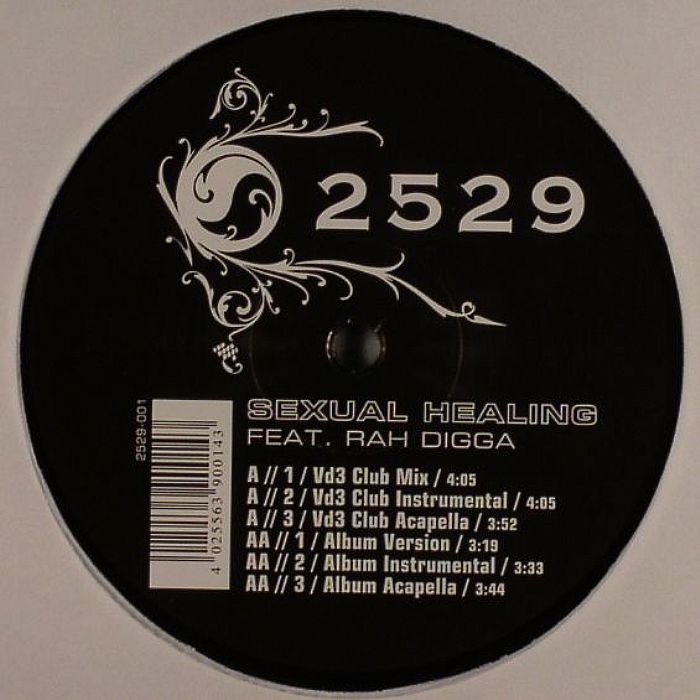 2529
SEXUAL HEALING
FEAT. RAH DIGGA
A // 1 / Vd3 Club Mix / 4:05
A // 2 / Vd3 Club Instrumental / 4:05
A // 3 / Vd3 Club Acapella / 3:52
AA // 1 / Album Version / 3:19
AA // 2 / Album Instrumental / 3:33
AA // 3 / Album Acapella / 3:44
2529-001
4 025563 900143